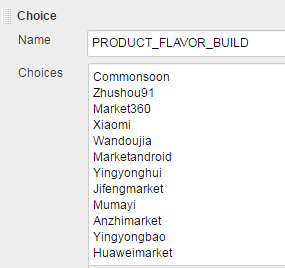 Choice
Name
PRODUCT_FLAVOR_BUILD
Choices
Commonsoon
Zhushou91
Market360
Xiaomi
Wandoujia
Marketandroid
Yingyonghui
Jifengmarket
Mumayi
Anzhimarket
Yingyongbao
Huaweimarket